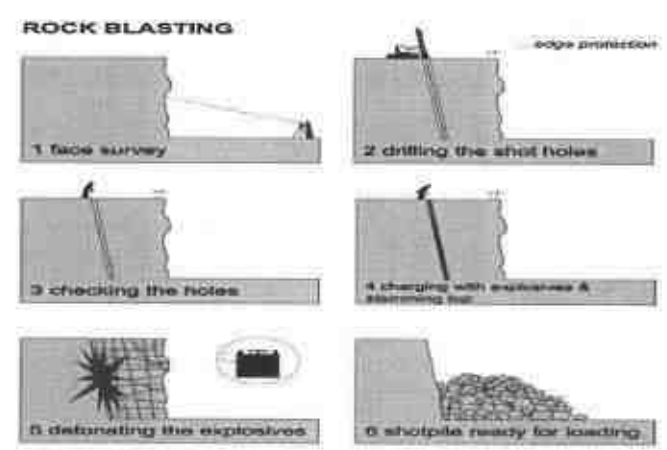 ROCK BLASTING
edge protection
1 face survey
2 drilling the shot holes
3 checking the holes
4 charging with explosives &
stemming top
5 detonating the explosives
6 shotpile ready for loading